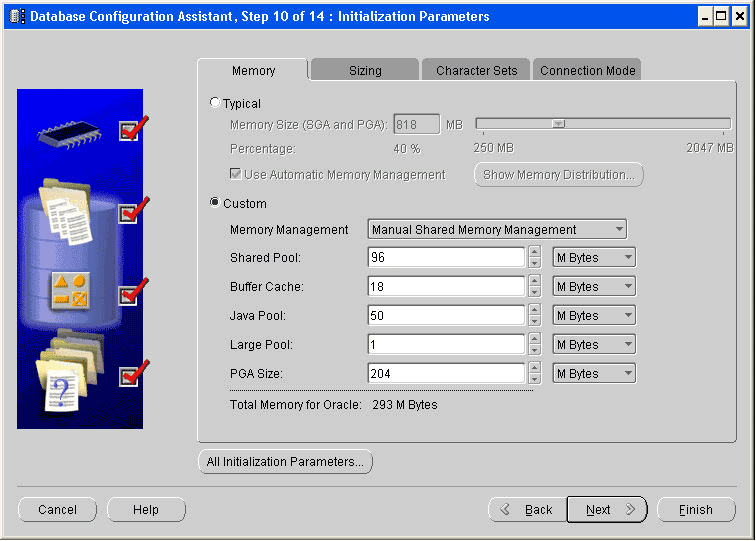 Database Configuration Assistant, Step 10 of 14 : Initialization Parameters
Memory Sizing Character Sets Connection Mode
Typical
Memory Size (SGA and PGA): 818 MB
Percentage: 40 % 250 MB 2047 MB
Use Automatic Memory Management Show Memory Distribution...
Custom
Memory Management Manual Shared Memory Management
Shared Pool: 96 M Bytes
Buffer Cache: 18 M Bytes
Java Pool: 50 M Bytes
Large Pool: 1 M Bytes
PGA Size: 204 M Bytes
?
Total Memory for Oracle: 293 M Bytes
All Initialization Parameters...
Cancel Help Back Next Finish